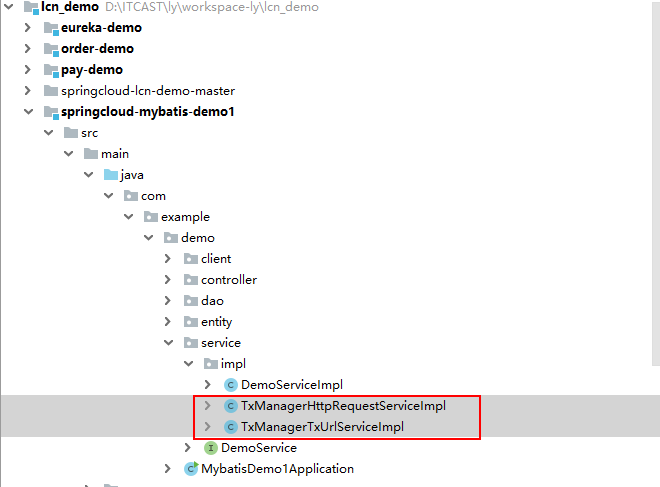 lcn_demo D:\ITCAST\ly\workspace-ly\lcn_demo
eureka-demo
order-demo
pay-demo
springcloud-lcn-demo-master
springcloud-mybatis-demo1
src
main
java
com
example
demo
client
controller
dao
entity
service
impl
DemoServiceImpl
TxManagerHttpRequestServiceImpl
TxManagerTxUrlServiceImpl
DemoService
MybatisDemo1Application